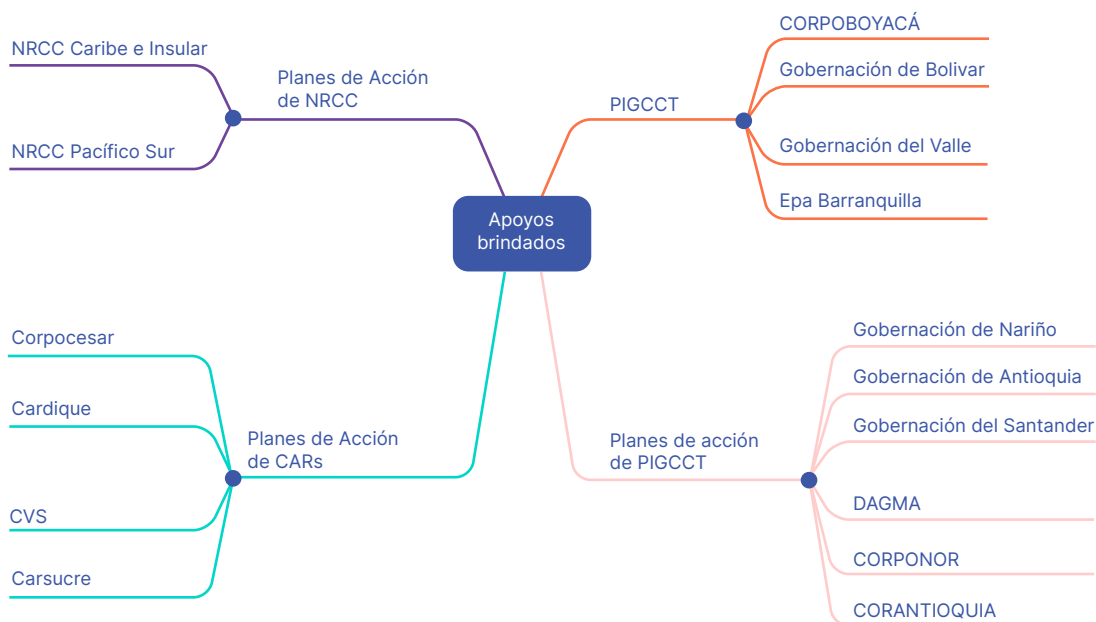 NRCC Caribe e Insular
NRCC Pacífico Sur
Planes de Acción
de NRCC
PIGCCT
CORPOBOYACÁ
Gobernación de Bolivar
Gobernación del Valle
Epa Barranquilla
Apoyos
brindados
Corpocesar
Cardique
CVS
Carsucre
Planes de Acción
de CARs
Planes de acción
de PIGCCT
Gobernación de Nariño
Gobernación de Antioquia
Gobernación del Santander
DAGMA
CORPONOR
CORANTIOQUIA